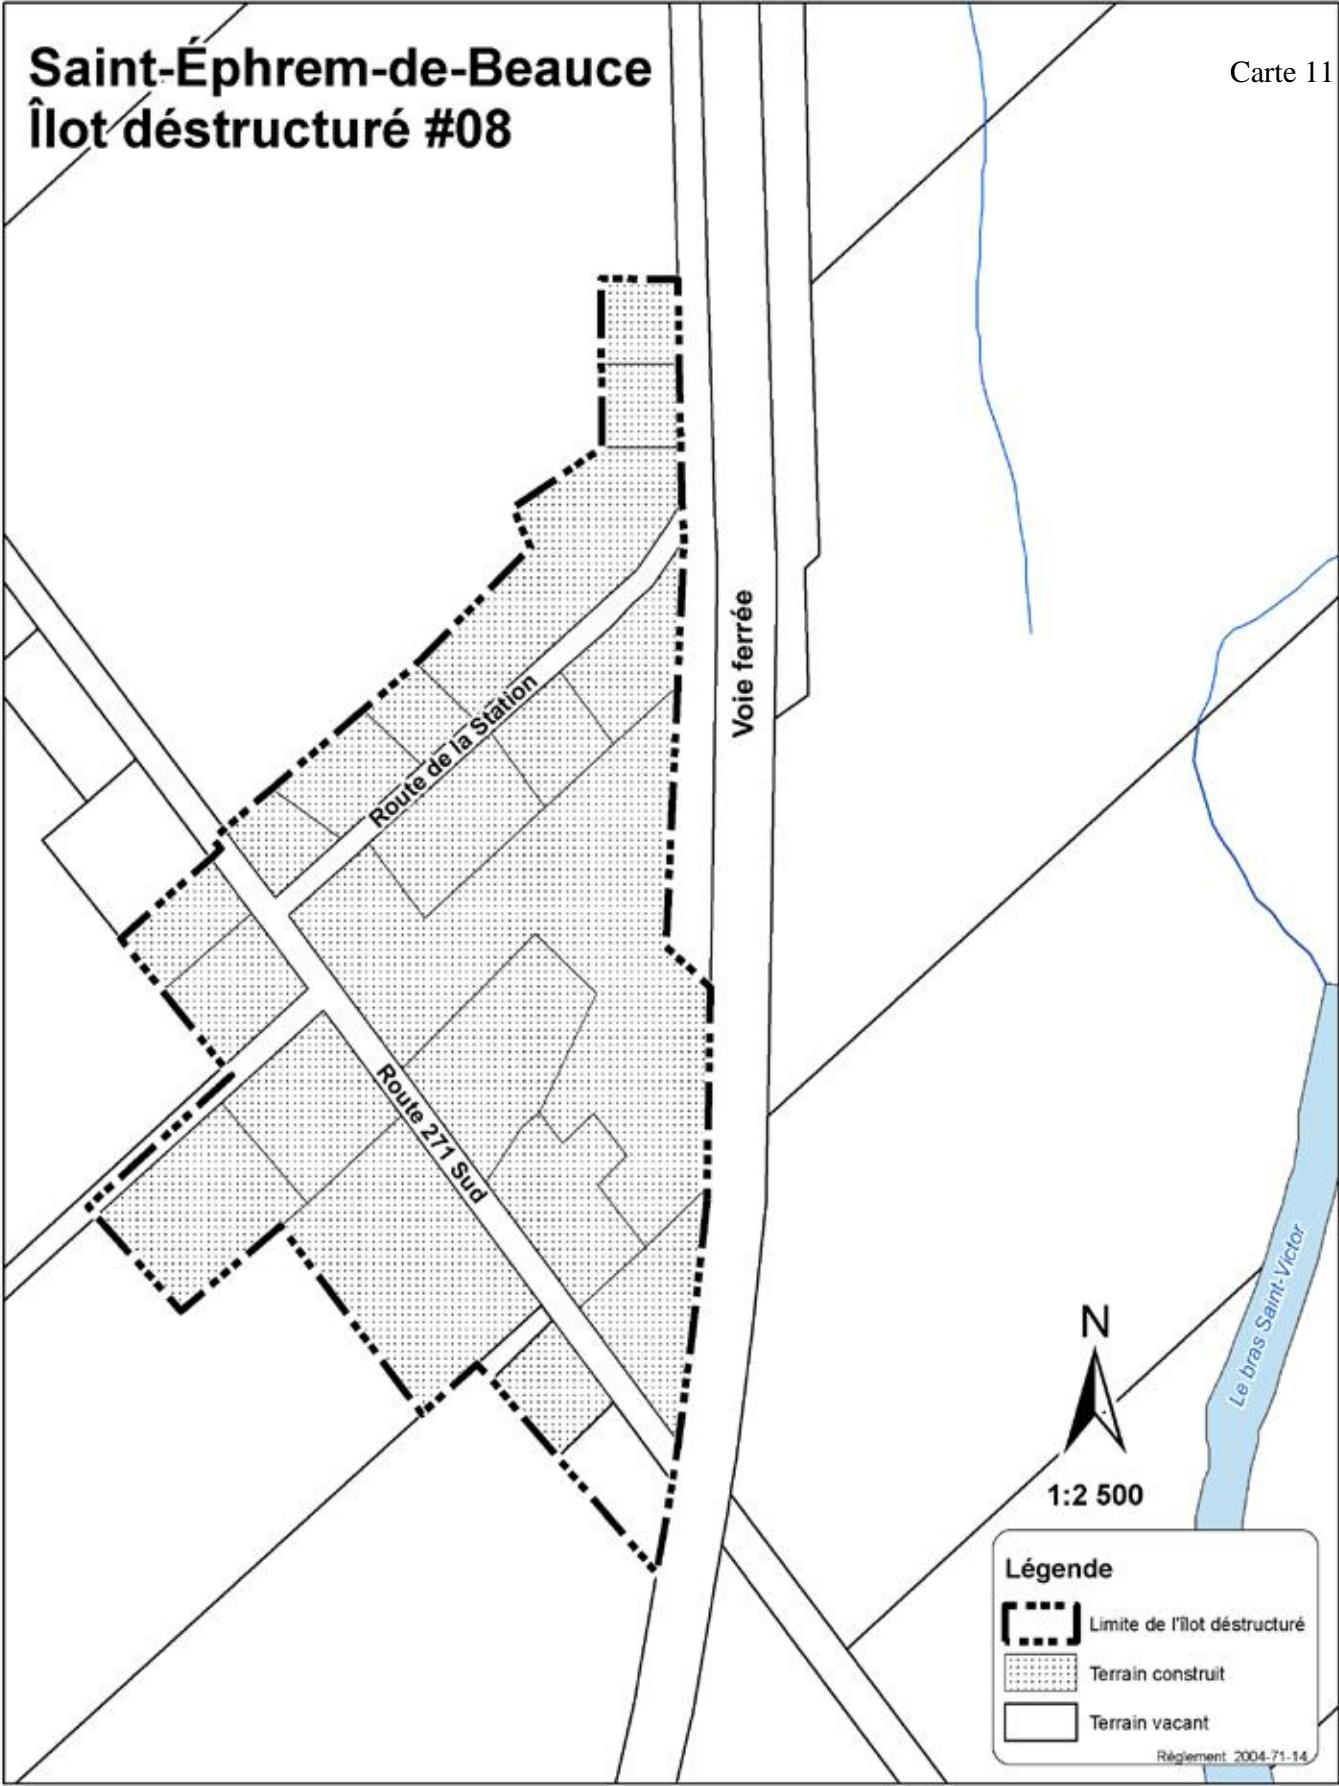 Saint-Éphrem-de-Beauce
Îlot déstructuré #08
Carte 11
Voie ferrée
Route de la Station
Route 271 Sud
Le bras Saint-Victor
N
1:2 500
Légende
Limite de l'îlot déstructuré
Terrain construit
Terrain vacant
Règlement 2004-71-14